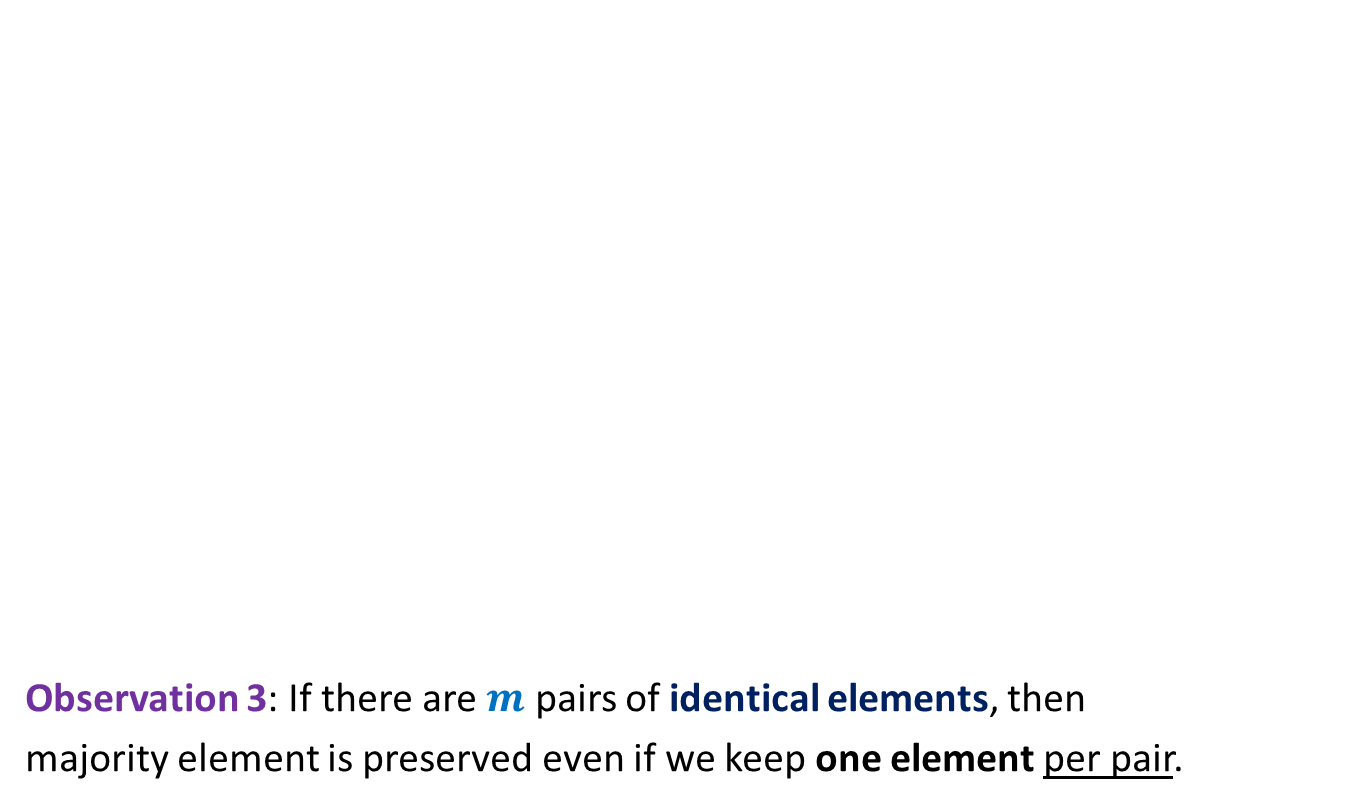 Observation 3: If there are m pairs of identical elements, then
majority element is preserved even if we keep one element per pair.